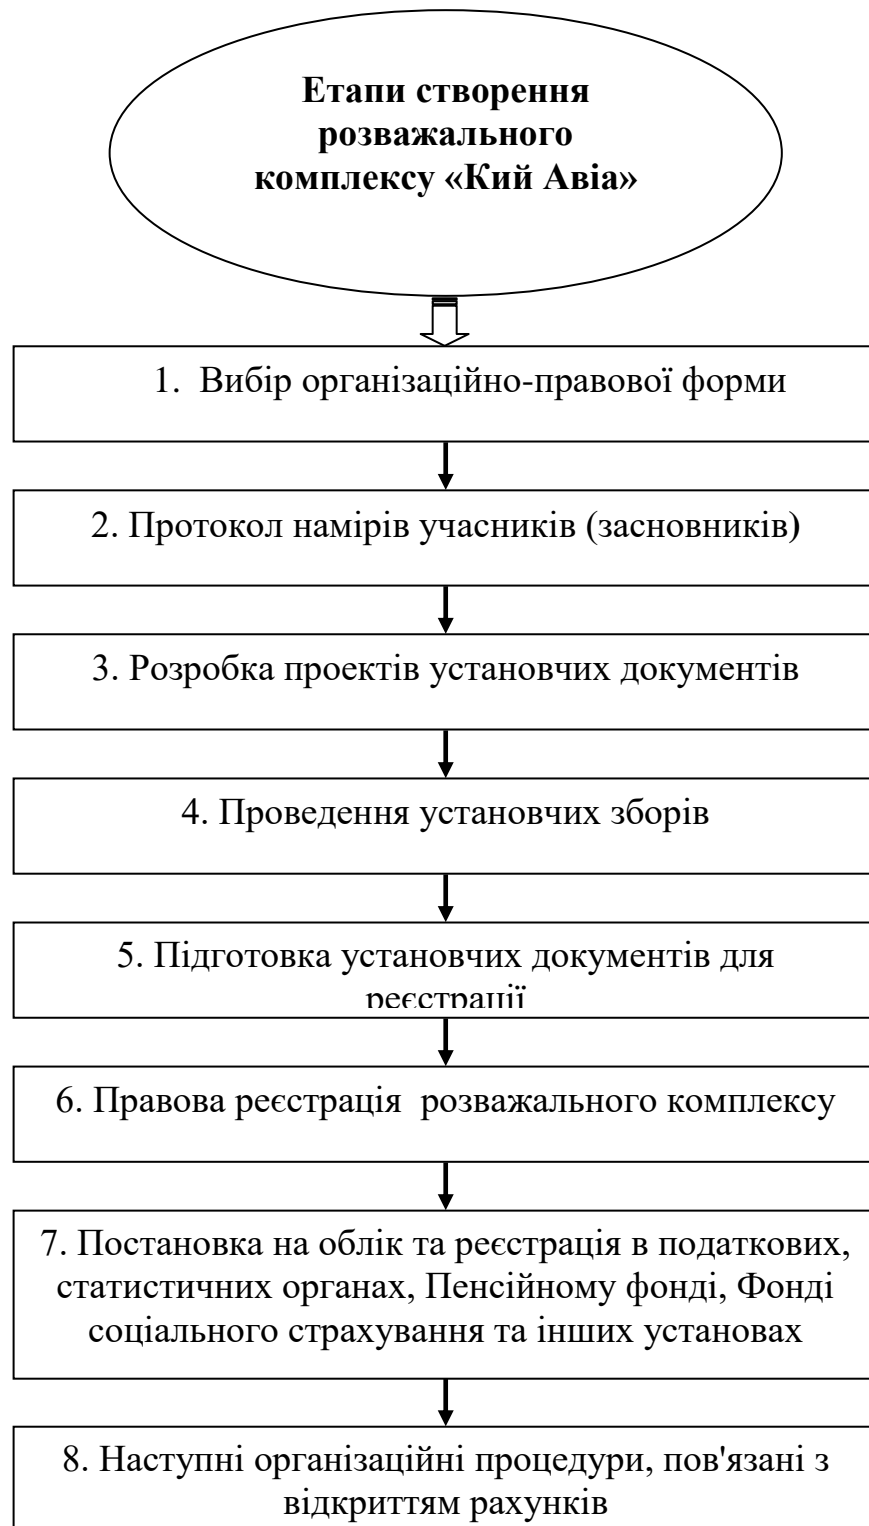 Етапи створення
розважального
комплексу «Кий Авіа»
1. Вибір організаційно-правової форми
2. Протокол намірів учасників (засновників)
3. Розробка проектів установчих документів
4. Проведення установчих зборів
5. Підготовка установчих документів для
реєстрації
6. Правова реєстрація розважального комплексу
7. Постановка на облік та реєстрація в податкових,
статистичних органах, Пенсійному фонді, Фонді
соціального страхування та інших установах
8. Наступні організаційні процедури, пов'язані з
відкриттям рахунків